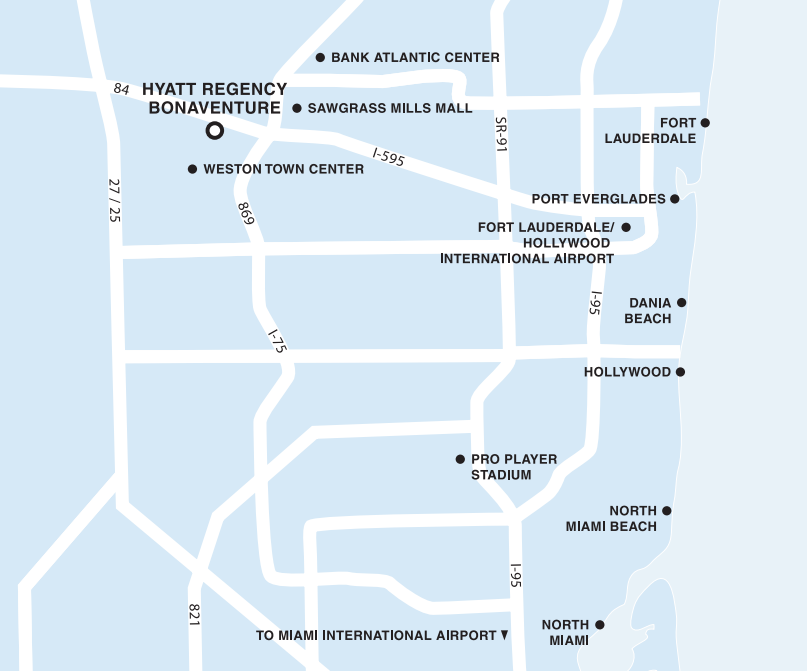 BANK ATLANTIC CENTER
84
HYATT REGENCY
BONAVENTURE
SAWGRASS MILLS MALL
FORT
LAUDERDALE
SR-91
I-595
WESTON TOWN CENTER
27 / 25
869
PORT EVERGLADES
FORT LAUDERDALE/
HOLLYWOOD
INTERNATIONAL AIRPORT
I-95
DANIA
BEACH
I-75
HOLLYWOOD
PRO PLAYER
STADIUM
NORTH
MIAMI BEACH
I-95
821
TO MIAMI INTERNATIONAL AIRPORT
NORTH
MIAMI